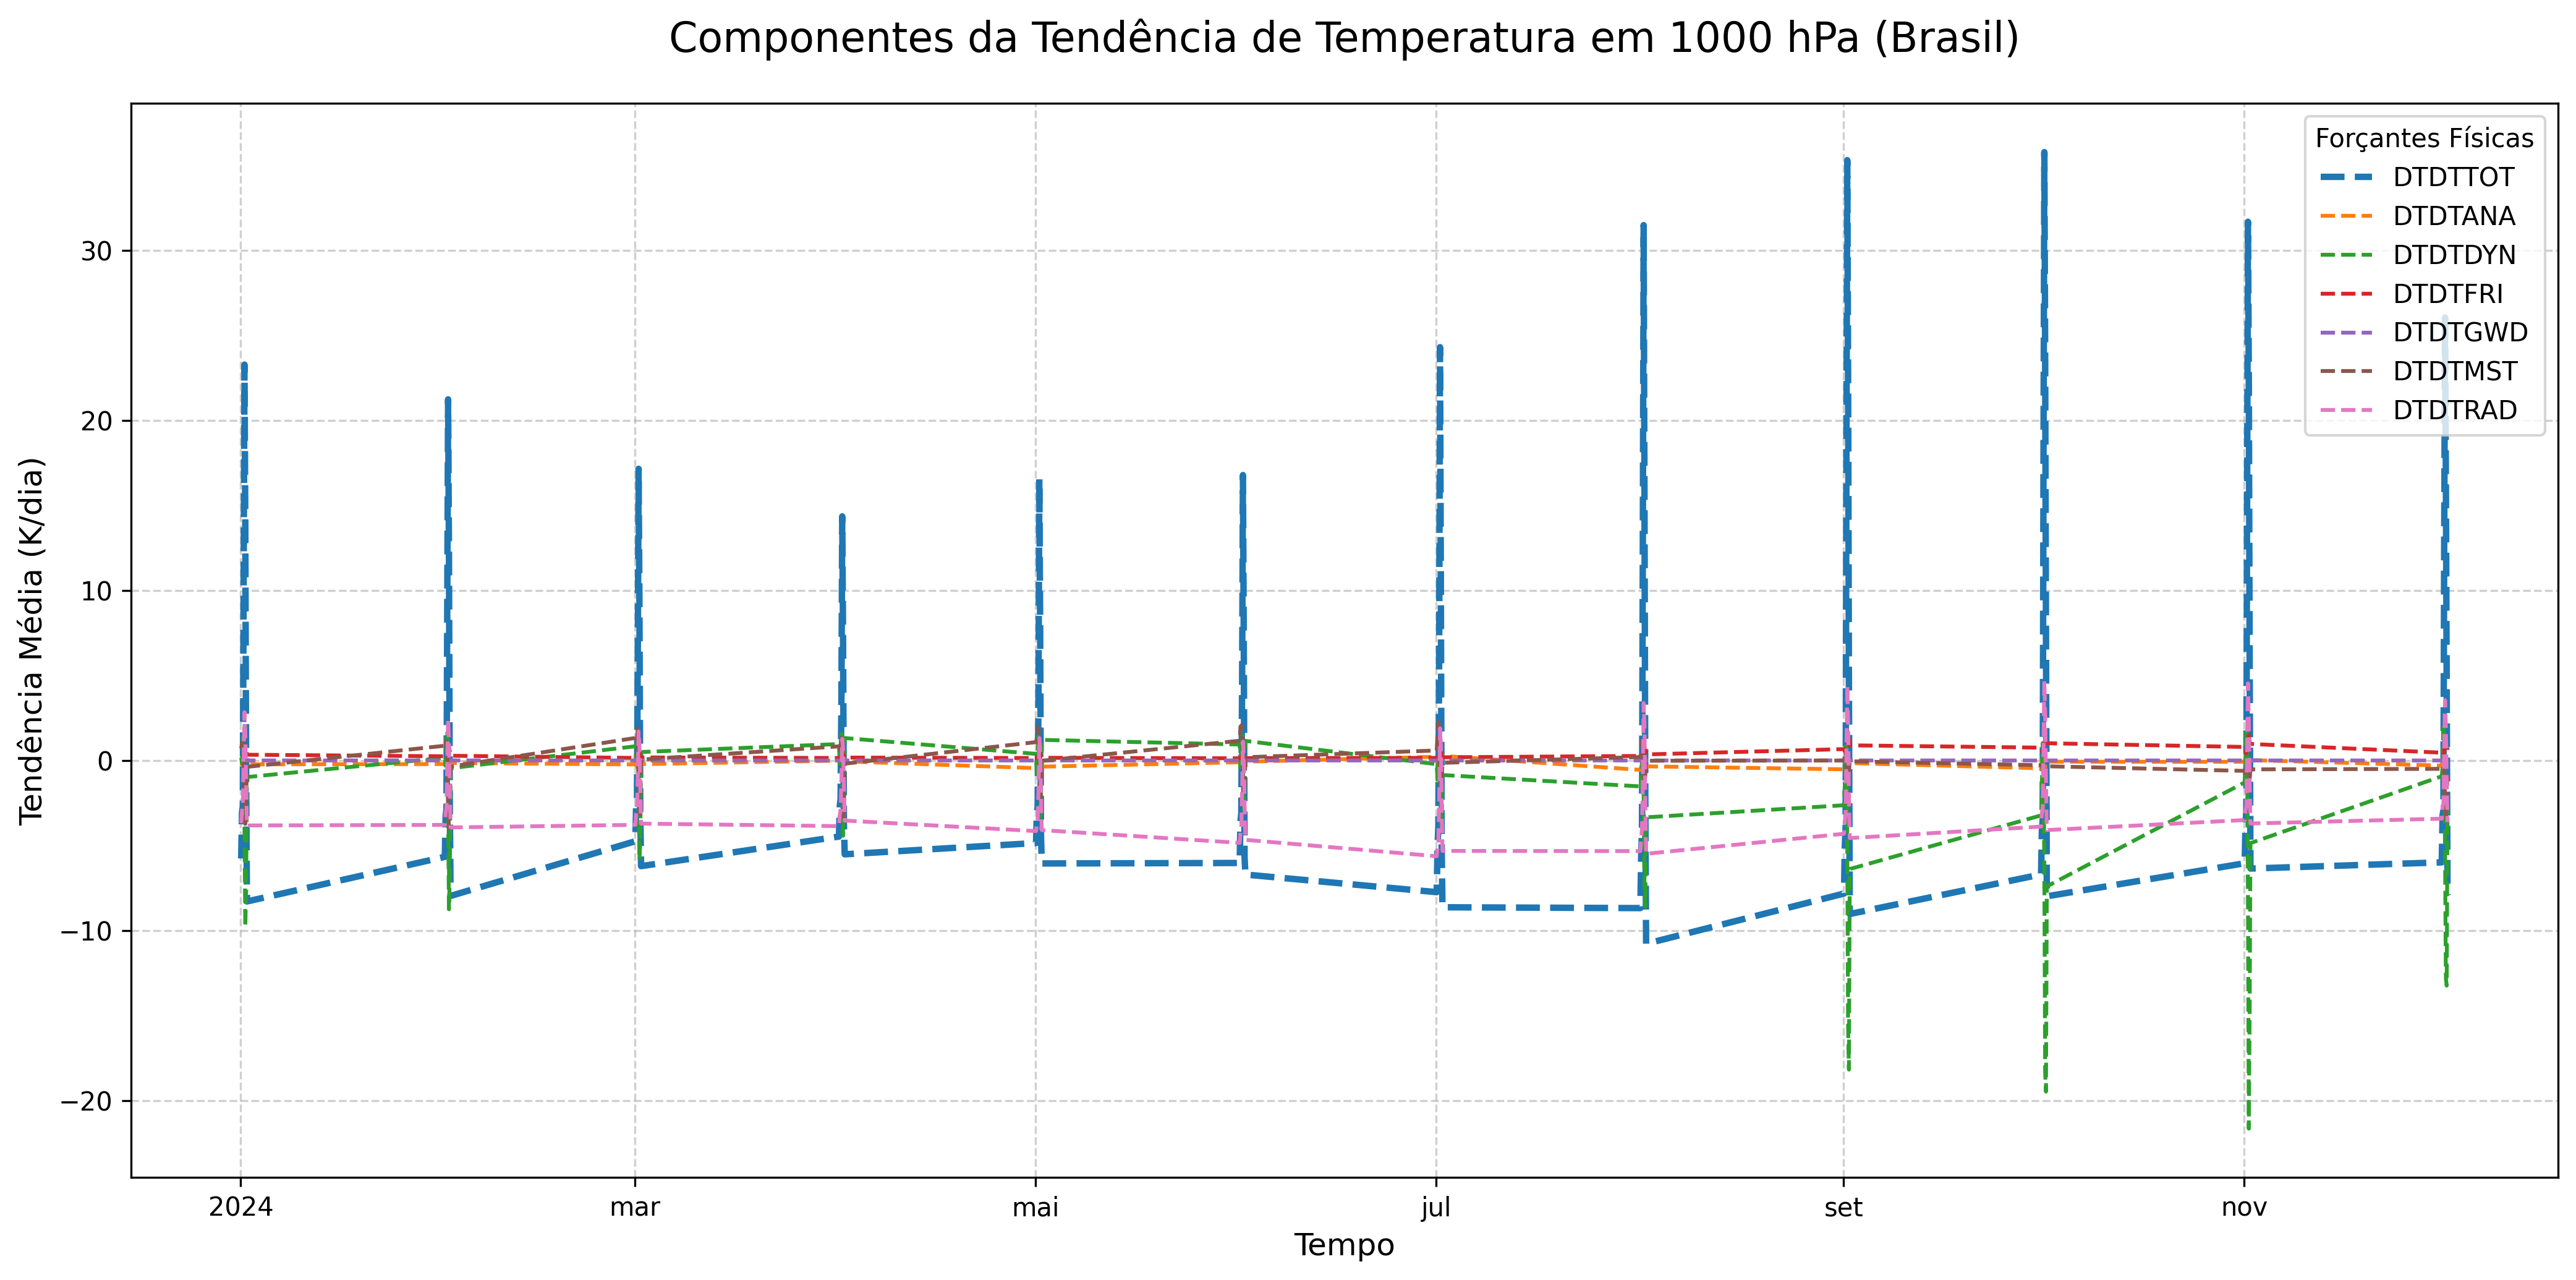 Componentes da Tendência de Temperatura em 1000 hPa (Brasil)
Tendência Média (K/dia)
30
20
10
0
−10
−20
2024
mar
mai
jul
set
nov
Tempo
Forçantes Físicas
DTDTTOT
DTDTANA
DTDTDYN
DTDTFRI
DTDTGWD
DTDTMST
DTDTRAD